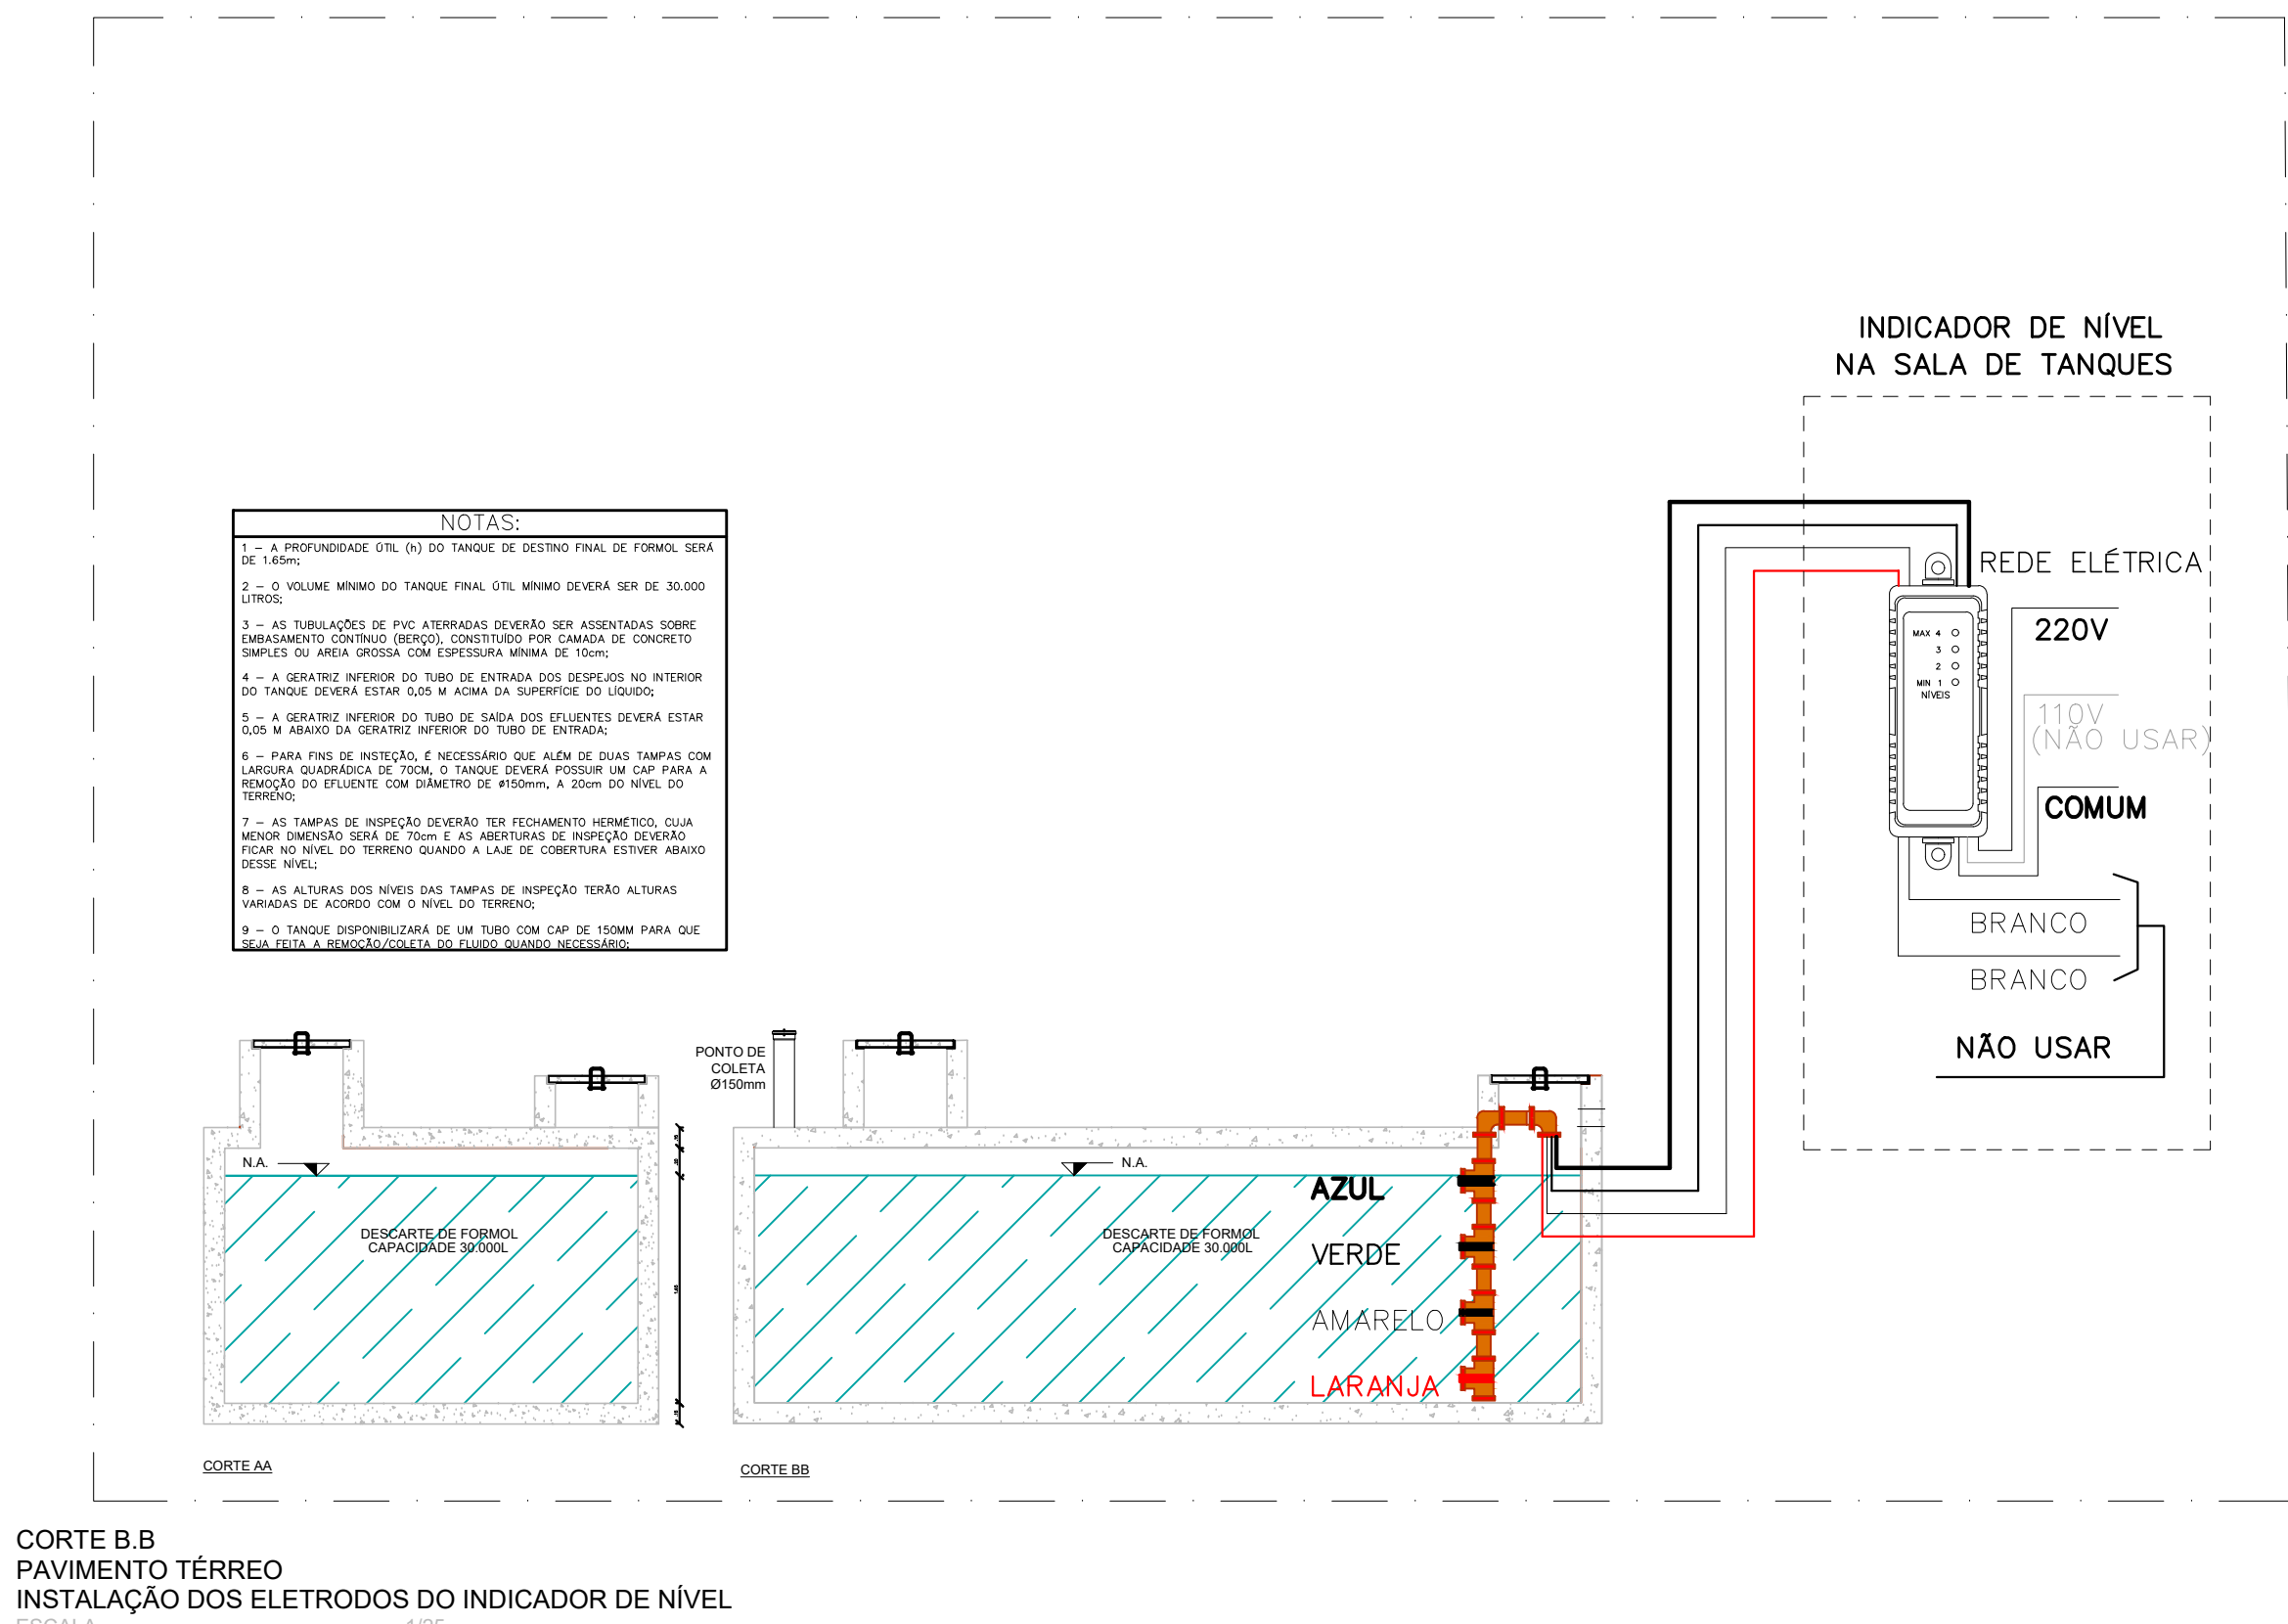 INDICADOR DE NÍVEL
NA SALA DE TANQUES
NOTAS:
1 – A PROFUNDIDADE ÚTIL (h) DO TANQUE DE DESTINO FINAL DE FORMOL SERÁ
DE 1.65m;
2 – O VOLUME MÍNIMO DO TANQUE FINAL ÚTIL MÍNIMO DEVERÁ SER DE 30.000
LITROS;
3 – AS TUBULAÇÕES DE PVC ATERRADAS DEVERÃO SER ASSENTADAS SOBRE
EMBASAMENTO CONTÍNUO (BERÇO), CONSTITUÍDO POR CAMADA DE CONCRETO
SIMPLES OU AREIA GROSSA COM ESPESSURA MÍNIMA DE 10cm;
4 – A GERATRIZ INFERIOR DO TUBO DE ENTRADA DOS DESPEJOS NO INTERIOR
DO TANQUE DEVERÁ ESTAR 0,05 M ACIMA DA SUPERFÍCIE DO LÍQUIDO;
5 – A GERATRIZ INFERIOR DO TUBO DE SAÍDA DOS EFLUENTES DEVERÁ ESTAR
0,05 M ABAIXO DA GERATRIZ INFERIOR DO TUBO DE ENTRADA;
6 – PARA FINS DE INSTEÇÃO, É NECESSÁRIO QUE ALÉM DE DUAS TAMPAS COM
LARGURA QUADRÁDICA DE 70CM, O TANQUE DEVERÁ POSSUIR UM CAP PARA A
REMOÇÃO DO EFLUENTE COM DIÂMETRO DE ø150mm, A 20cm DO NÍVEL DO
TERRENO;
7 – AS TAMPAS DE INSPEÇÃO DEVERÃO TER FECHAMENTO HERMÉTICO, CUJA
MENOR DIMENSÃO SERÁ DE 70cm E AS ABERTURAS DE INSPEÇÃO DEVERÃO
FICAR NO NÍVEL DO TERRENO QUANDO A LAJE DE COBERTURA ESTIVER ABAIXO
DESSE NÍVEL;
8 – AS ALTURAS DOS NÍVEIS DAS TAMPAS DE INSPEÇÃO TERÃO ALTURAS
VARIADAS DE ACORDO COM O NÍVEL DO TERRENO;
9 – O TANQUE DISPONIBILIZARÁ DE UM TUBO COM CAP DE 150MM PARA QUE
SEJA FEITA A REMOÇÃO/COLETA DO FLUIDO QUANDO NECESSÁRIO;
REDE ELÉTRICA
MAX 4
3
2
MIN 1
NÍVEIS
220V
110V
(NÃO USAR)
COMUM
BRANCO
BRANCO
NÃO USAR
PONTO DE
COLETA
Ø150mm
N.A.
N.A.
DESCARTE DE FORMOL
CAPACIDADE 30.000L
DESCARTE DE FORMOL
CAPACIDADE 30.000L
AZUL
VERDE
AMARELO
LARANJA
CORTE AA
CORTE BB
CORTE B.B
PAVIMENTO TÉRREO
INSTALAÇÃO DOS ELETRODOS DO INDICADOR DE NÍVEL
ESCALA 1/25